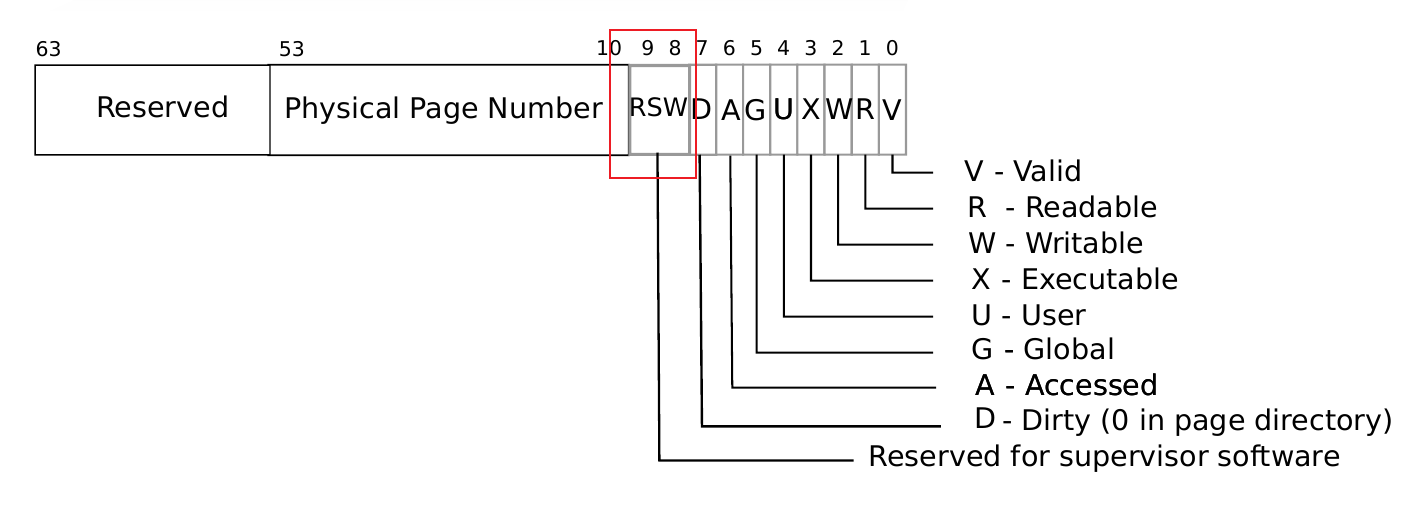 63 53 10 9 8 7 6 5 4 3 2 1 0
Reserved Physical Page Number RSW D A G U X W R V
V - Valid
R - Readable
W - Writable
X - Executable
U - User
G - Global
A - Accessed
D - Dirty (0 in page directory)
Reserved for supervisor software